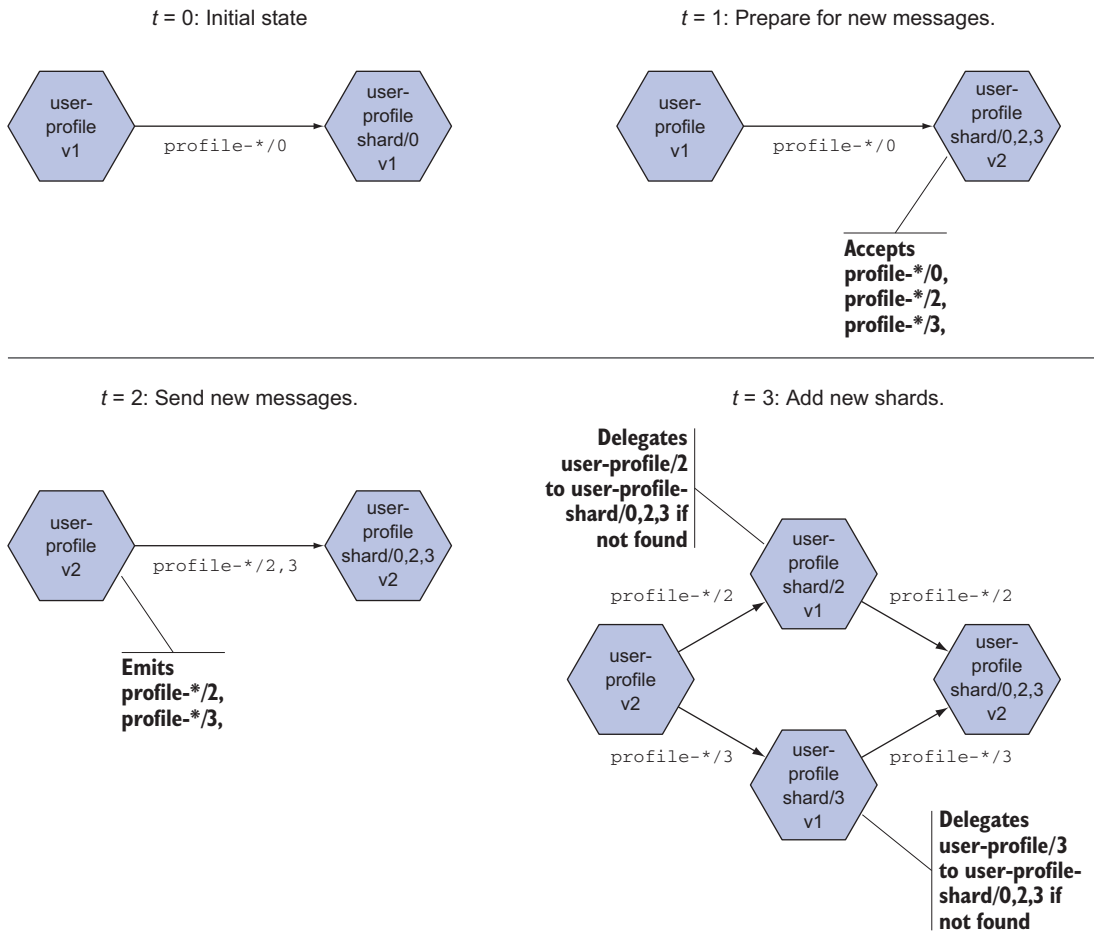 t = 0: Initial state
user-
profile
v1
profile-*/0
user-
profile
shard/0
v1
t = 1: Prepare for new messages.
user-
profile
v1
profile-*/0
user-
profile
shard/0,2,3
v2
Accepts
profile-*/0,
profile-*/2,
profile-*/3,
t = 2: Send new messages.
user-
profile
v2
profile-*/2,3
user-
profile
shard/0,2,3
v2
Emits
profile-*/2,
profile-*/3,
t = 3: Add new shards.
Delegates
user-profile/2
to user-profile-
shard/0,2,3 if
not found
user-
profile
shard/2
v1
profile-*/2
profile-*/2
user-
profile
v2
user-
profile
shard/0,2,3
v2
profile-*/3
profile-*/3
user-
profile
shard/3
v1
Delegates
user-profile/3
to user-profile-
shard/0,2,3 if
not found